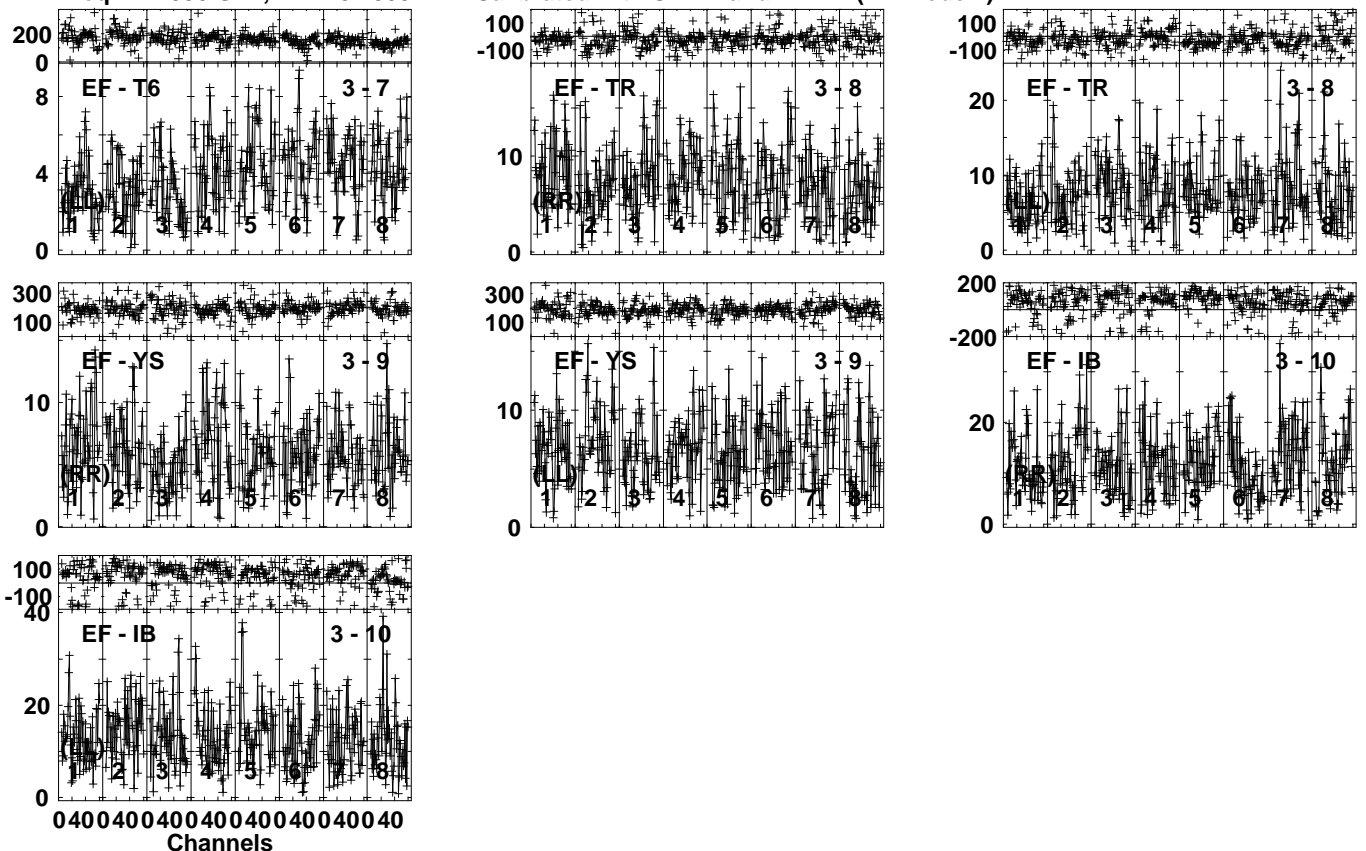 200
0
EF - T6 3 - 7
8
4
0
(LL)
1 2 3 4 5 6 7 8
100
-100
EF - TR 3 - 8
10
0
(RR)
1 2 3 4 5 6 7 8
100
-100
EF - TR 3 - 8
20
10
0
(LL)
1 2 3 4 5 6 7 8
300
100
EF - YS 3 - 9
10
0
(RR)
1 2 3 4 5 6 7 8
300
100
EF - YS 3 - 9
10
0
(LL)
1 2 3 4 5 6 7 8
200
-200
EF - IB 3 - 10
20
0
(RR)
1 2 3 4 5 6 7 8
100
-100
40
EF - IB 3 - 10
20
0
(LL)
1 2 3 4 5 6 7 8
0 40 0 40 0 40 0 40 0 40 0 40 0 40 0 40
Channels